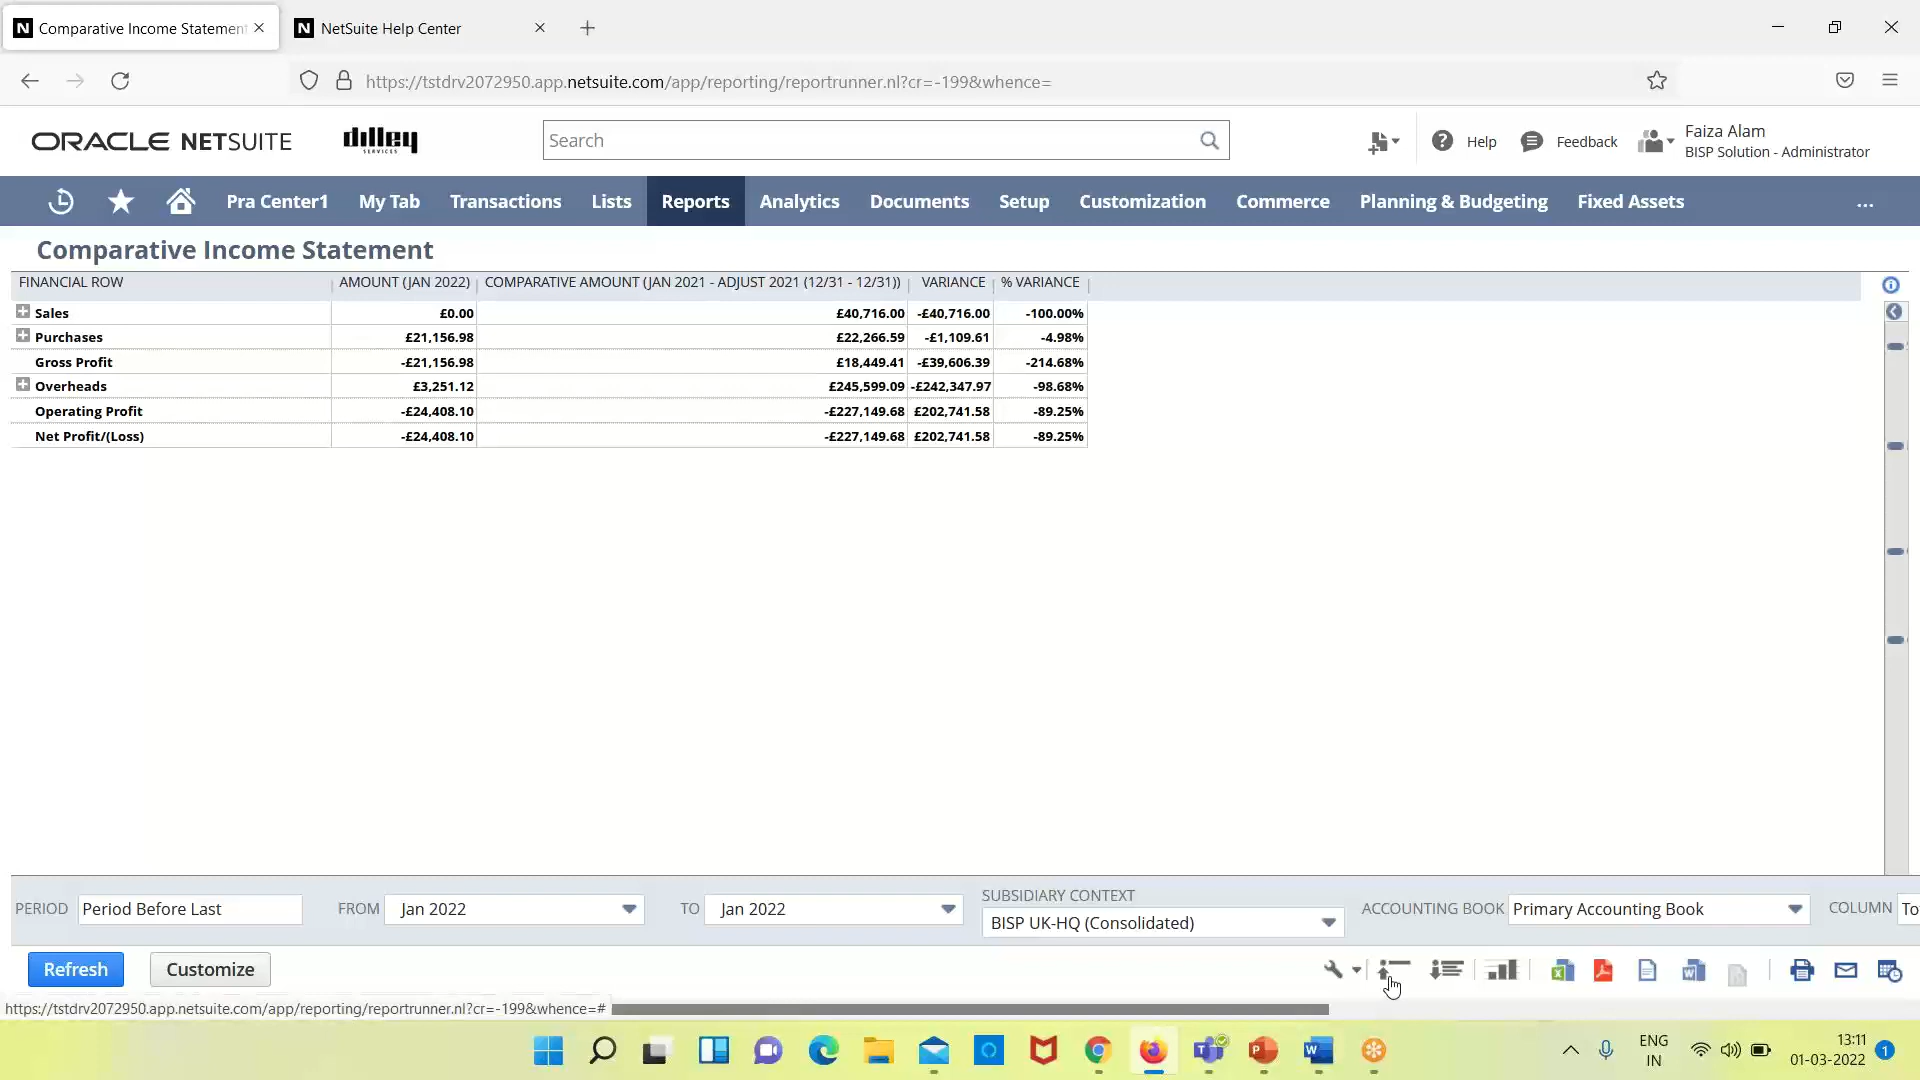 Comparative Income Statemen
NetSuite Help Center
https://tstdrv2072950.app.netsuite.com/app/reporting/reportrunner.nl?cr=-199&whence=
ORACLE NETSUITE
dilley
SERVICES
Search
Help
Feedback
Faiza Alam
BISP Solution - Administrator
Pra Center1 My Tab Transactions Lists Reports Analytics Documents Setup Customization Commerce Planning & Budgeting Fixed Assets ...
Comparative Income Statement
FINANCIAL ROW AMOUNT (JAN 2022) COMPARATIVE AMOUNT (JAN 2021 - ADJUST 2021 (12/31 - 12/31)) VARIANCE % VARIANCE
Sales £0.00 £40,716.00 -£40,716.00 -100.00%
Purchases £21,156.98 £22,266.59 -£1,109.61 -4.98%
Gross Profit -£21,156.98 £18,449.41 -£39,606.39 -214.68%
Overheads £3,251.12 £245,599.09 -£242,347.97 -98.68%
Operating Profit -£24,408.10 -£227,149.68 £202,741.58 -89.25%
Net Profit/(Loss) -£24,408.10 -£227,149.68 £202,741.58 -89.25%
PERIOD Period Before Last FROM Jan 2022 TO Jan 2022
SUBSIDIARY CONTEXT
BISP UK-HQ (Consolidated)
ACCOUNTING BOOK Primary Accounting Book COLUMN To
Refresh Customize
https://tstdrv2072950.app.netsuite.com/app/reporting/reportrunner.nl?cr=-199&whence=#
ENG
IN
13:11
01-03-2022
1